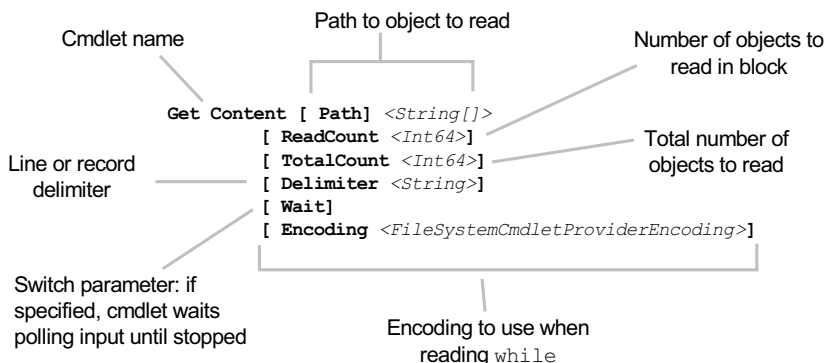 Path to object to read
Cmdlet name
Number of objects to
read in block
Get Content [ Path] <String[]>
[ ReadCount <Int64>]
[ TotalCount <Int64>]
[ Delimiter <String>]
[ Wait]
[ Encoding <FileSystemCmdletProviderEncoding>]
Total number of
objects to read
Line or record
delimiter
Switch parameter: if
specified, cmdlet waits
polling input until stopped
Encoding to use when
reading while